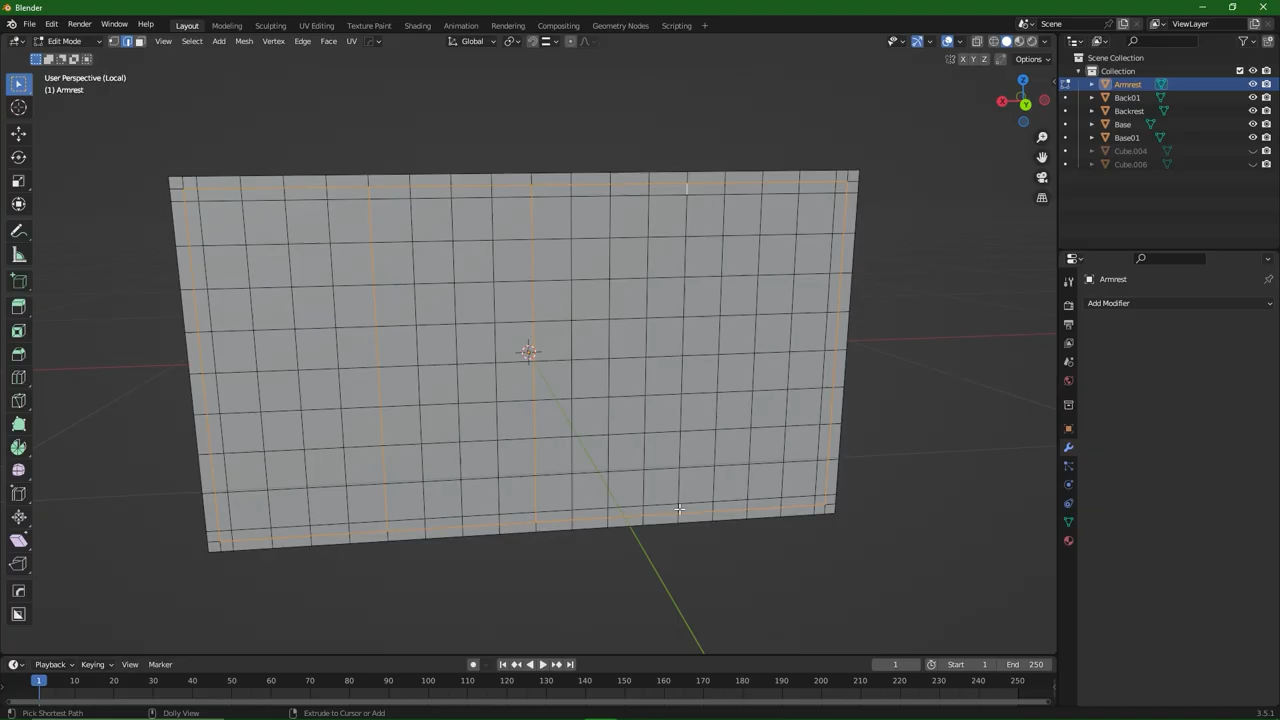 Blender
File Edit Render Window Help Layout Modeling Sculpting UV Editing Texture Paint Shading Animation Rendering Compositing Geometry Nodes Scripting + Scene ViewLayer
Edit Mode View Select Add Mesh Vertex Edge Face UV Global
X Y Z Options
User Perspective (Local)
(1) Armrest
Z
X
Y
Scene Collection
Collection
Armrest
Back01
Backrest
Base
Base01
Cube.004
Cube.006
Armrest
Add Modifier
Playback Keying View Marker 1 Start 1 End 250
1 10 20 30 40 50 60 70 80 90 100 110 120 130 140 150 160 170 180 190 200 210 220 230 240 250
Pick Shortest Path Dolly View Extrude to Cursor or Add 3.5.1